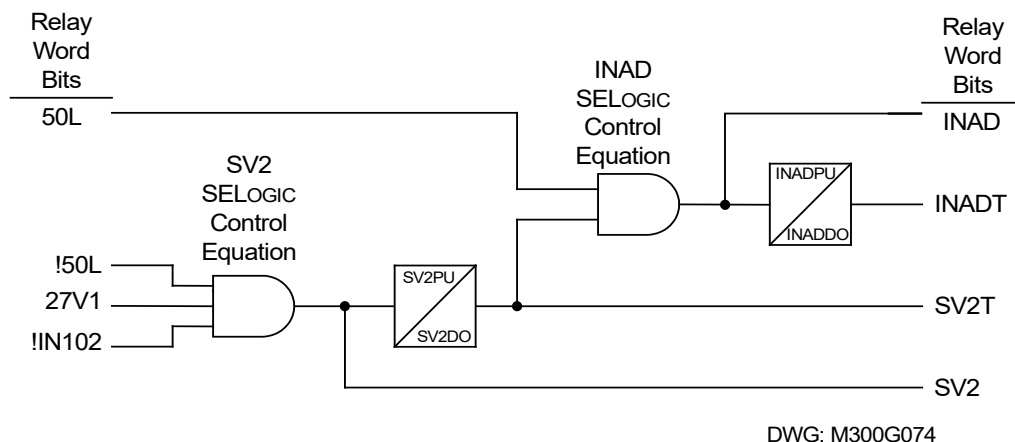 Relay
Word
Bits
50L
INAD
SELOGIC
Control
Equation
Relay
Word
Bits
INAD
SV2
SELOGIC
Control
Equation
INADPU
INADDO
INADT
!50L
27V1
!IN102
SV2PU
SV2DO
SV2T
SV2
DWG: M300G074